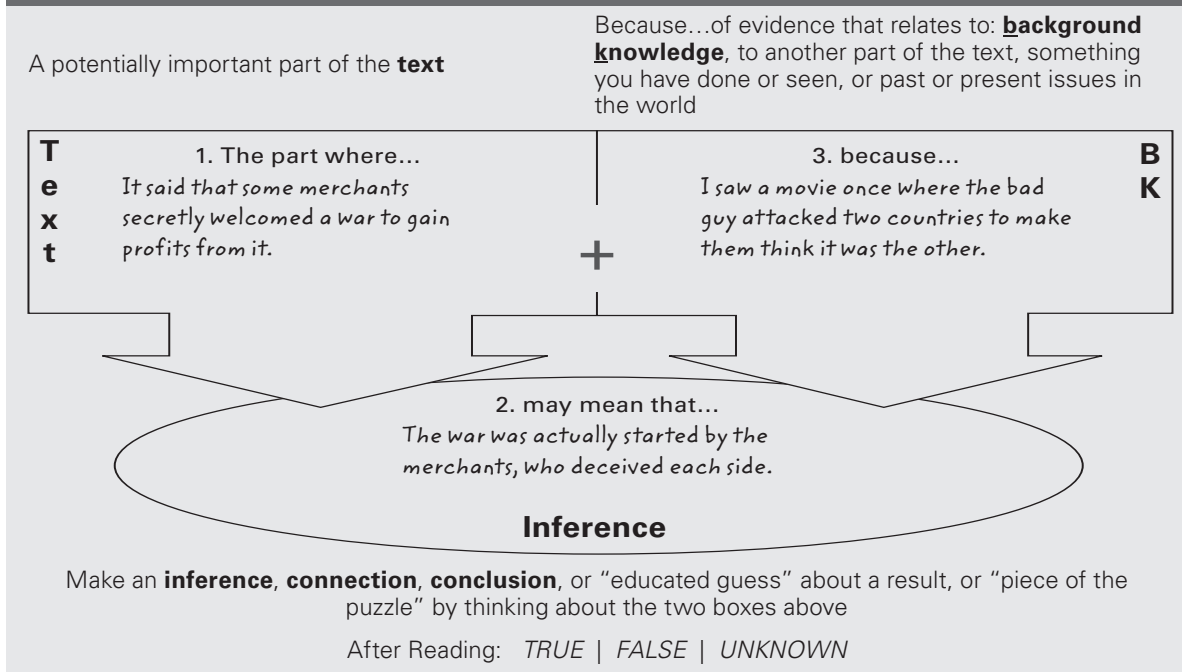 A potentially important part of the text
Because…of evidence that relates to: background
knowledge, to another part of the text, something
you have done or seen, or past or present issues in
the world
T
e
x
t
1. The part where…
It said that some merchants
secretly welcomed a war to gain
profits from it.
+
3. because…
I saw a movie once where the bad
guy attacked two countries to make
them think it was the other.
B
K
2. may mean that…
The war was actually started by the
merchants, who deceived each side.
Inference
Make an inference, connection, conclusion, or “educated guess” about a result, or “piece of the
puzzle” by thinking about the two boxes above
After Reading: TRUE | FALSE | UNKNOWN